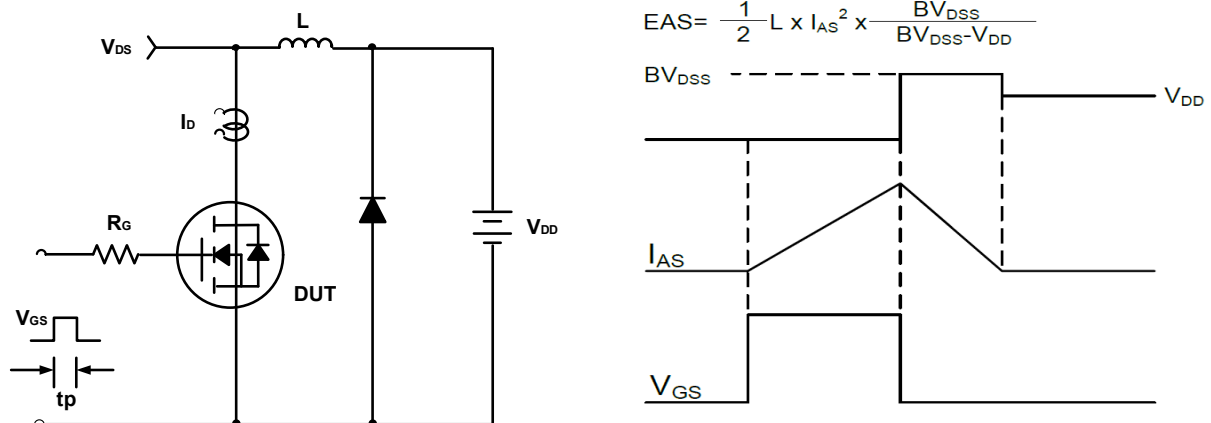 L
VDS
ID
RG
VDD
DUT
VGS
tp
EAS= 1/2 L x IAS² x BVDSS/BVDSS-VDD
BVDSS
VDD
IAS
VGS